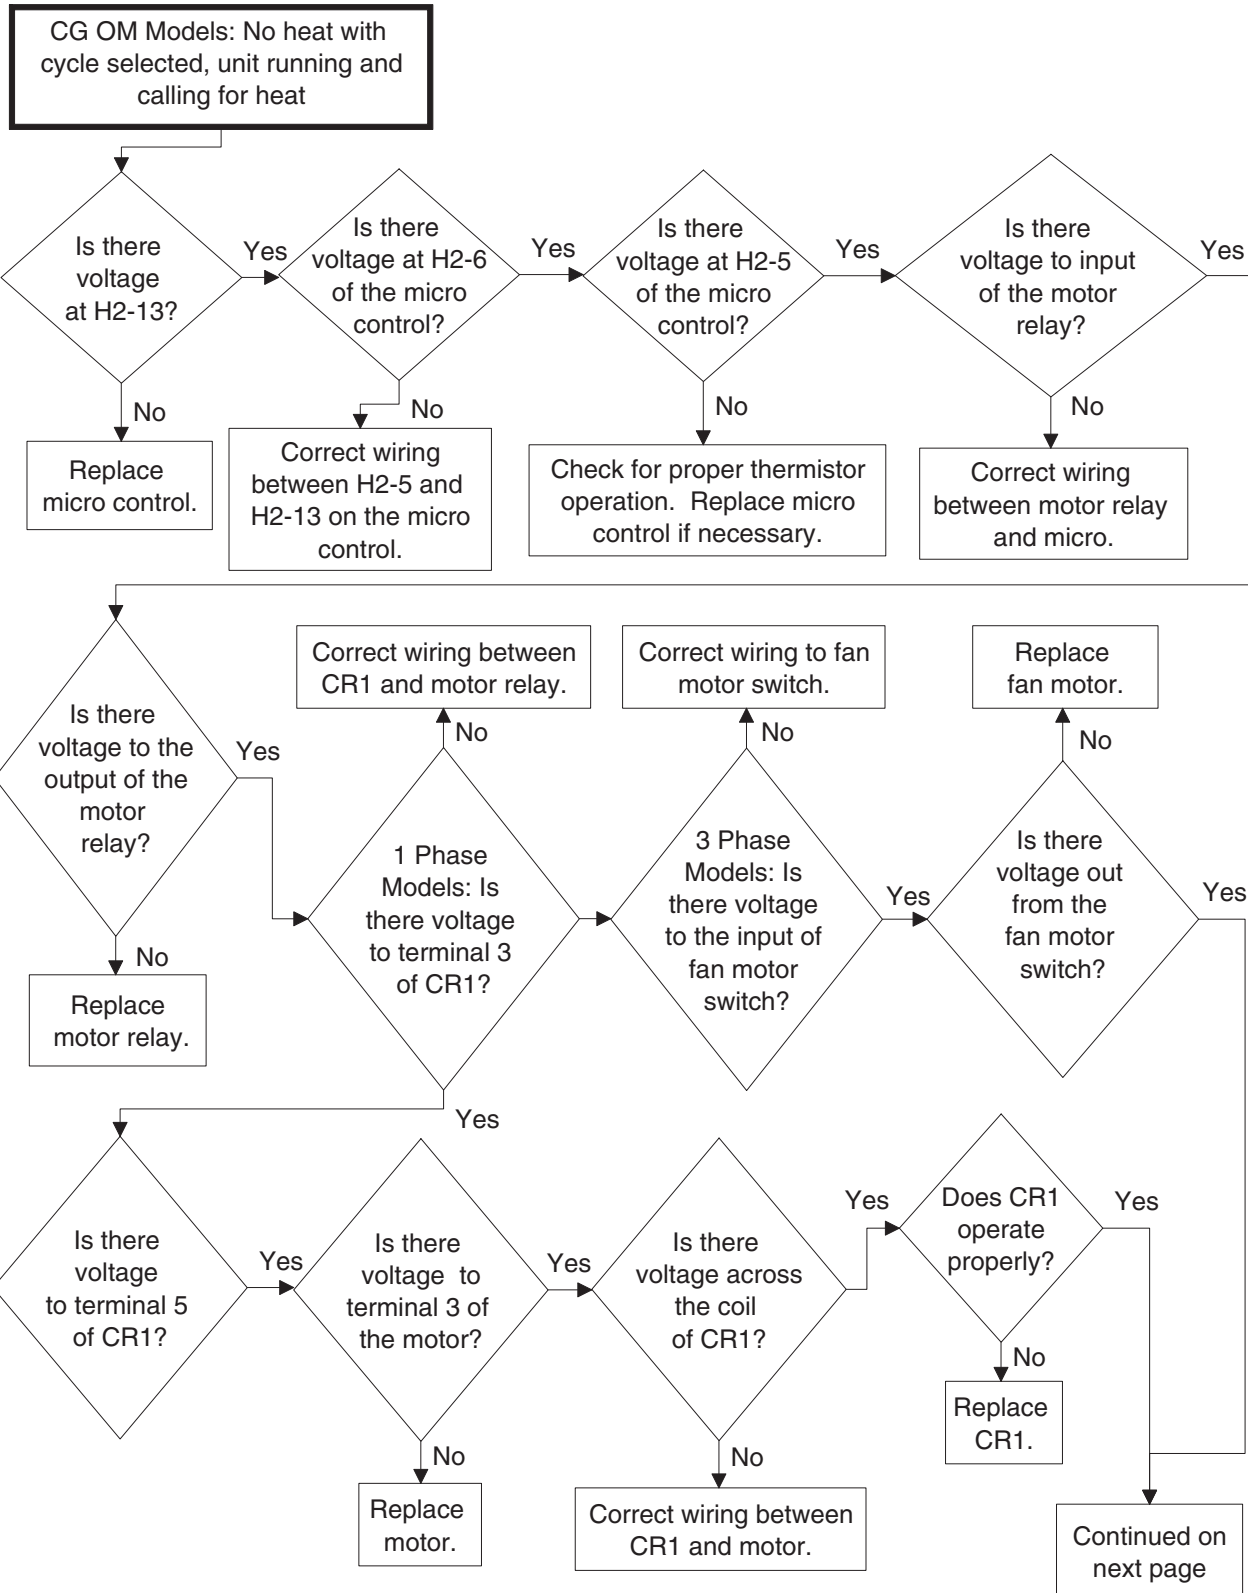 CG OM Models: No heat with
cycle selected, unit running and
calling for heat
Is there
voltage
at H2-13?
Yes
Is there
voltage at H2-6
of the micro
control?
Yes
Is there
voltage at H2-5
of the micro
control?
Yes
Is there
voltage to input
of the motor
relay?
Yes
No
No
No
No
Replace
micro control.
Correct wiring
between H2-5 and
H2-13 on the micro
control.
Check for proper thermistor
operation. Replace micro
control if necessary.
Correct wiring
between motor relay
and micro.
Correct wiring between
CR1 and motor relay.
Correct wiring to fan
motor switch.
Replace
fan motor.
No
No
No
Is there
voltage to the
output of the
motor
relay?
Yes
1 Phase
Models: Is
there voltage
to terminal 3
of CR1?
3 Phase
Models: Is
there voltage
to the input of
fan motor
switch?
Yes
Is there
voltage out
from the
fan motor
switch?
Yes
No
Replace
motor relay.
Yes
Is there
voltage
to terminal 5
of CR1?
Yes
Is there
voltage to
terminal 3 of
the motor?
Yes
Is there
voltage across
the coil
of CR1?
Yes
Does CR1
operate
properly?
Yes
No
Replace
CR1.
No
Replace
motor.
No
Correct wiring between
CR1 and motor.
Continued on
next page